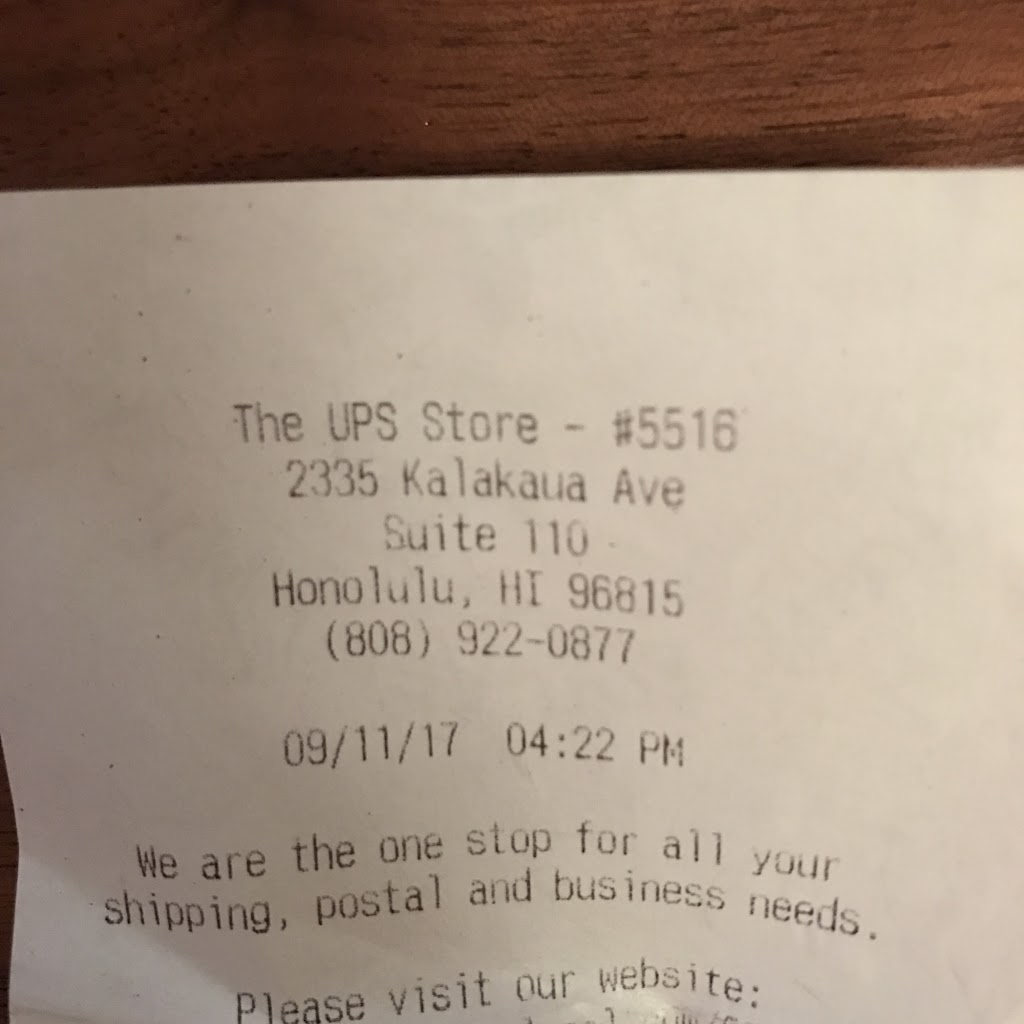 The UPS Store - #5516
2335 Kalakaua Ave
Suite 110
Honolulu, HI 96815
(808) 922-0877
09/11/17 04:22 PM
We are the one stop for all your
shipping, postal and business needs.
Please visit our website: